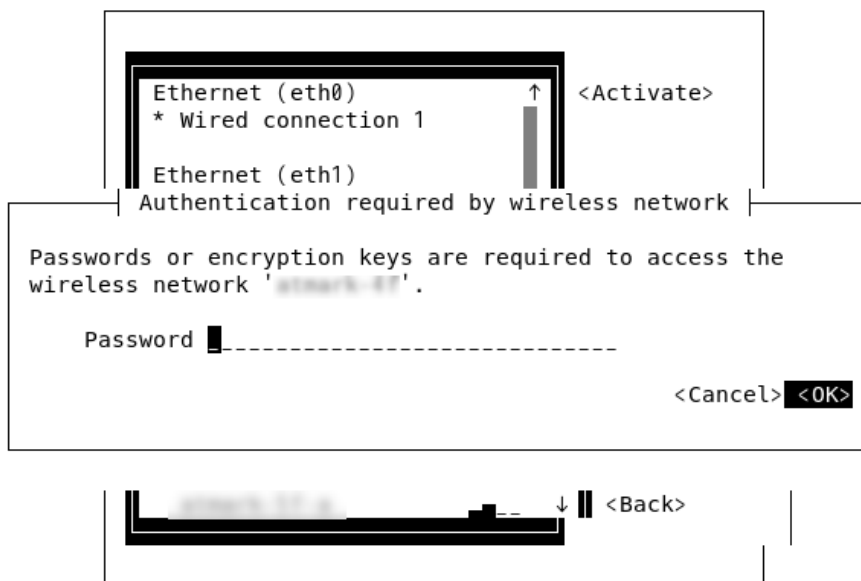 Ethernet (eth0) ↑ <Activate>
* Wired connection 1
Ethernet (eth1)
Authentication required by wireless network
Passwords or encryption keys are required to access the
wireless network ' '.
Password
<Cancel> <OK>
↓ <Back>